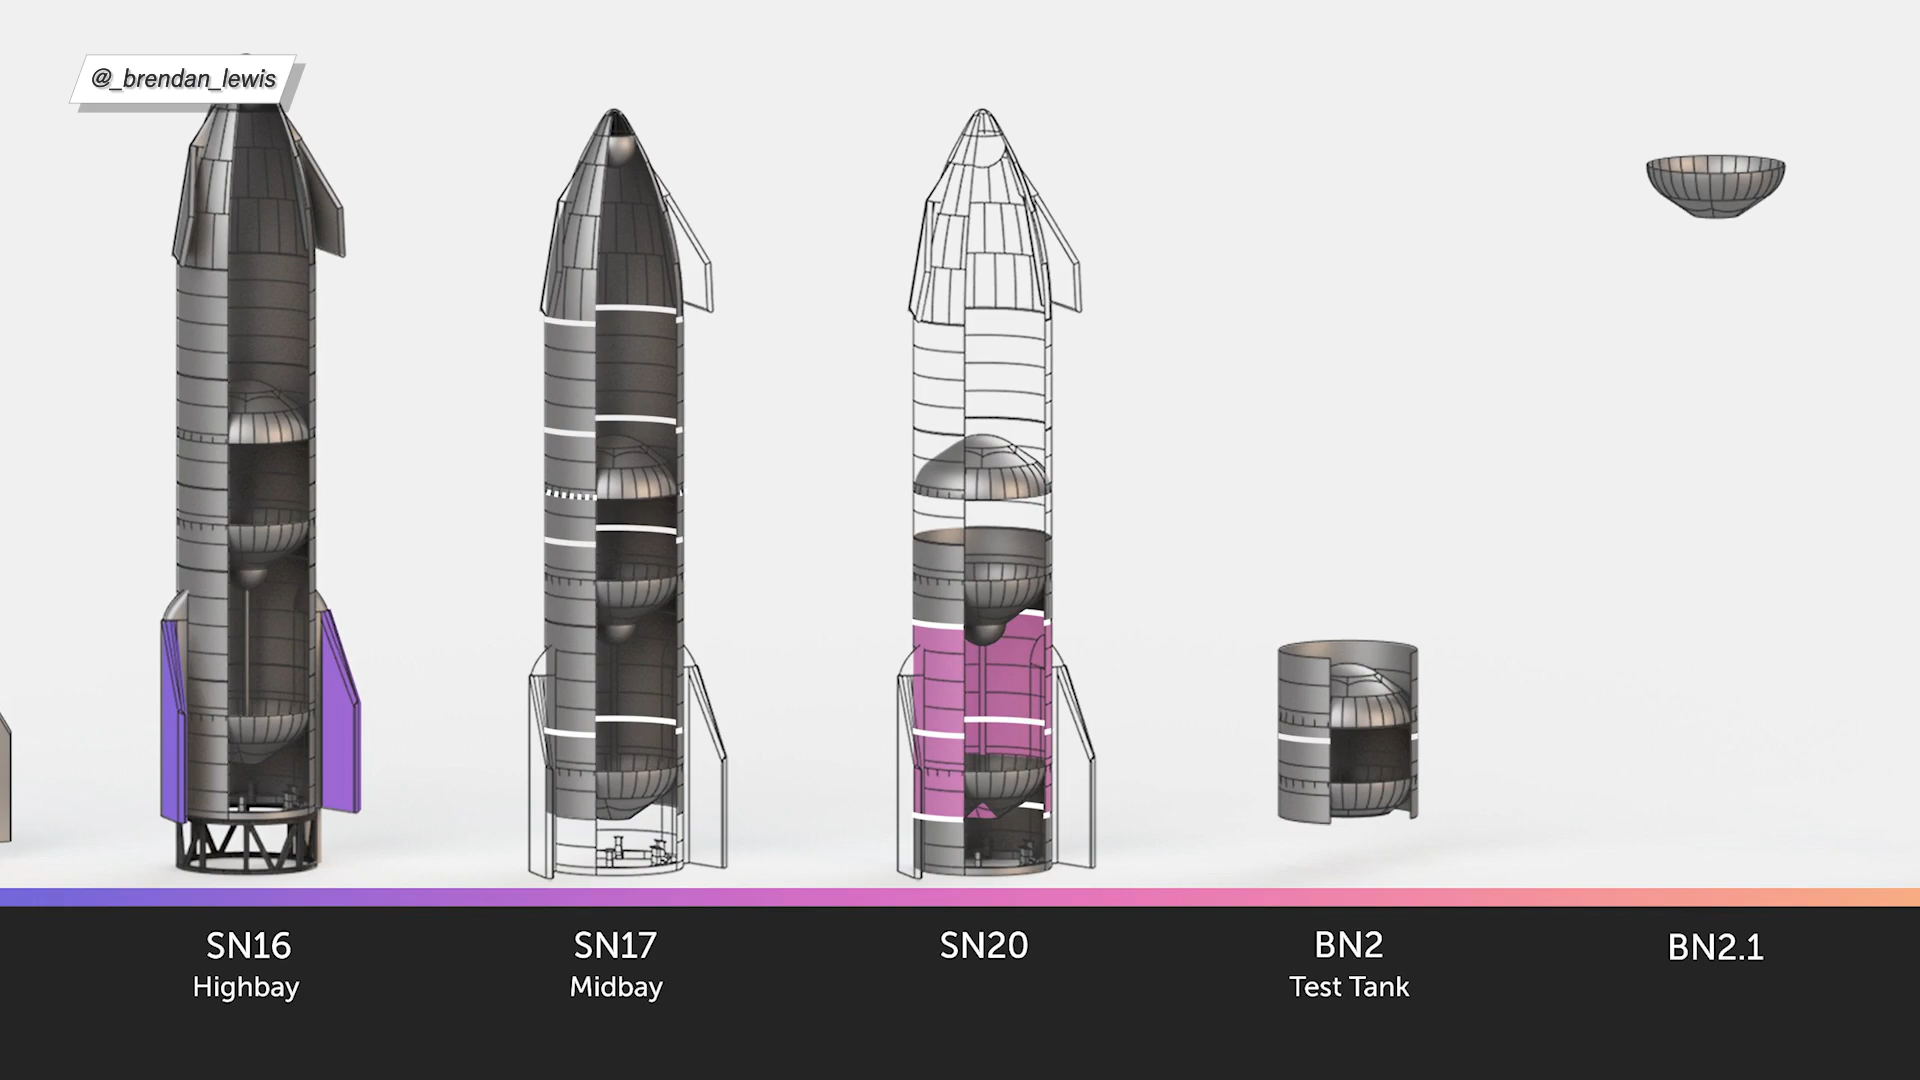 @_brendan_lewis
SN16
Highbay
SN17
Midbay
SN20
BN2
Test Tank
BN2.1